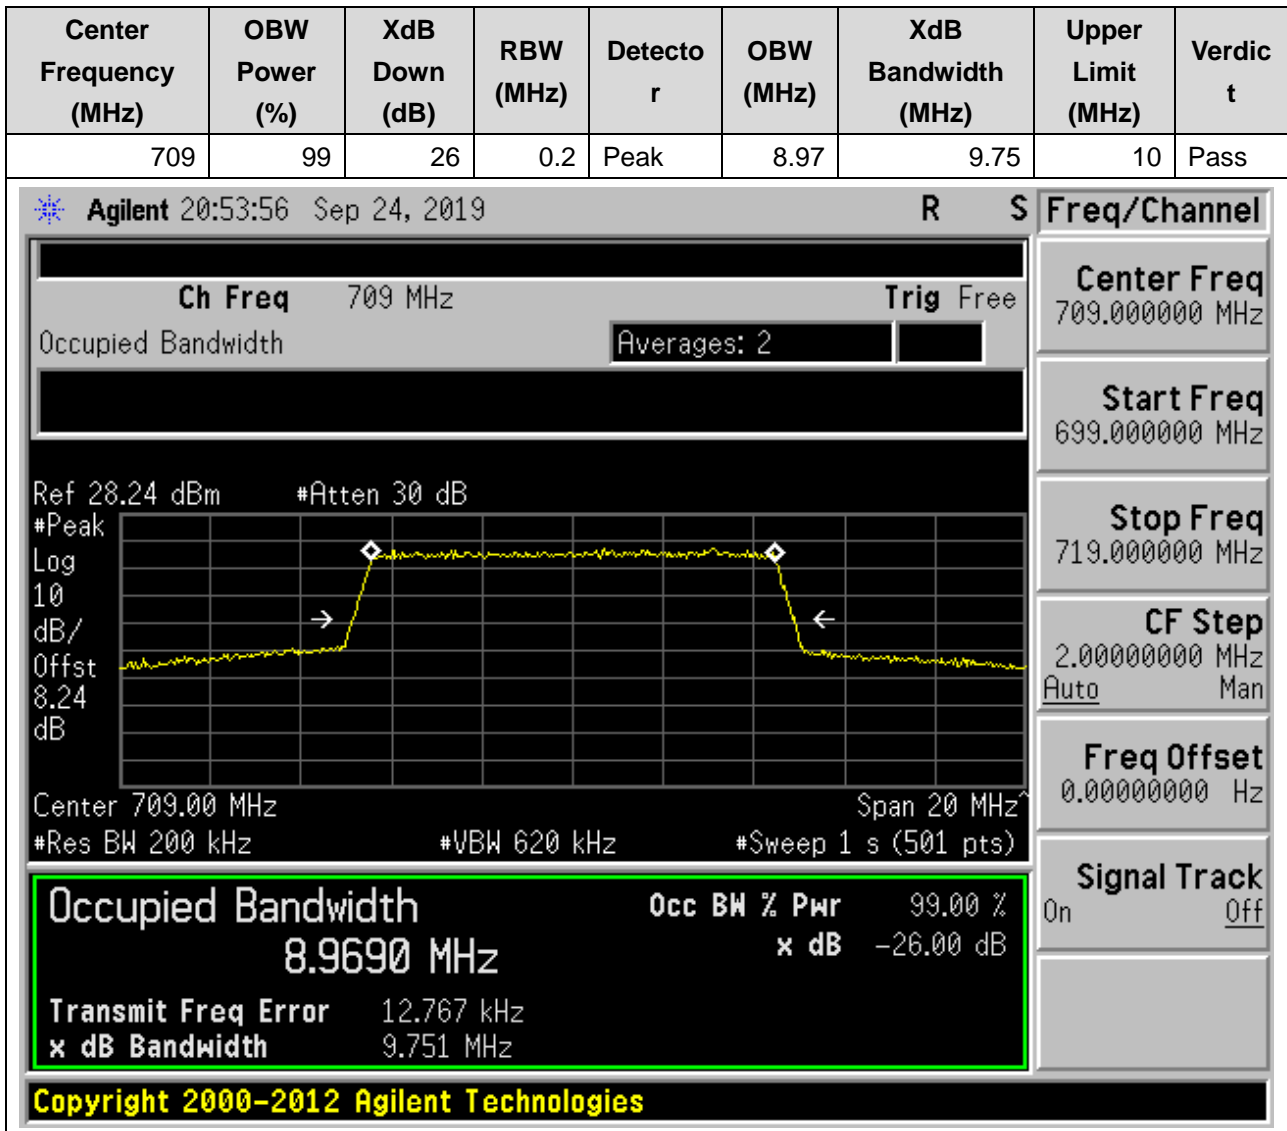 Center Frequency (MHz) | OBW Power (%) | XdB Down (dB) | RBW (MHz) | Detector | OBW (MHz) | XdB Bandwidth (MHz) | Upper Limit (MHz) | Verdict
709 | 99 | 26 | 0.2 | Peak | 8.97 | 9.75 | 10 | Pass
Agilent 20:53:56 Sep 24, 2019 R S
Freq/Channel
Ch Freq 709 MHz Trig Free
Occupied Bandwidth Averages: 2
Center Freq
709.000000 MHz
Start Freq
699.000000 MHz
Stop Freq
719.000000 MHz
CF Step
2.00000000 MHz
Auto Man
Freq Offset
0.00000000 Hz
Signal Track
On Off
Ref 28.24 dBm #Atten 30 dB
#Peak
Log
10
dB/
Offst
8.24
dB
Center 709.00 MHz Span 20 MHz^
#Res BW 200 kHz #VBW 620 kHz #Sweep 1 s (501 pts)
Occupied Bandwidth Occ BW % Pwr 99.00 %
8.9690 MHz x dB -26.00 dB
Transmit Freq Error 12.767 kHz
x dB Bandwidth 9.751 MHz
Copyright 2000-2012 Agilent Technologies